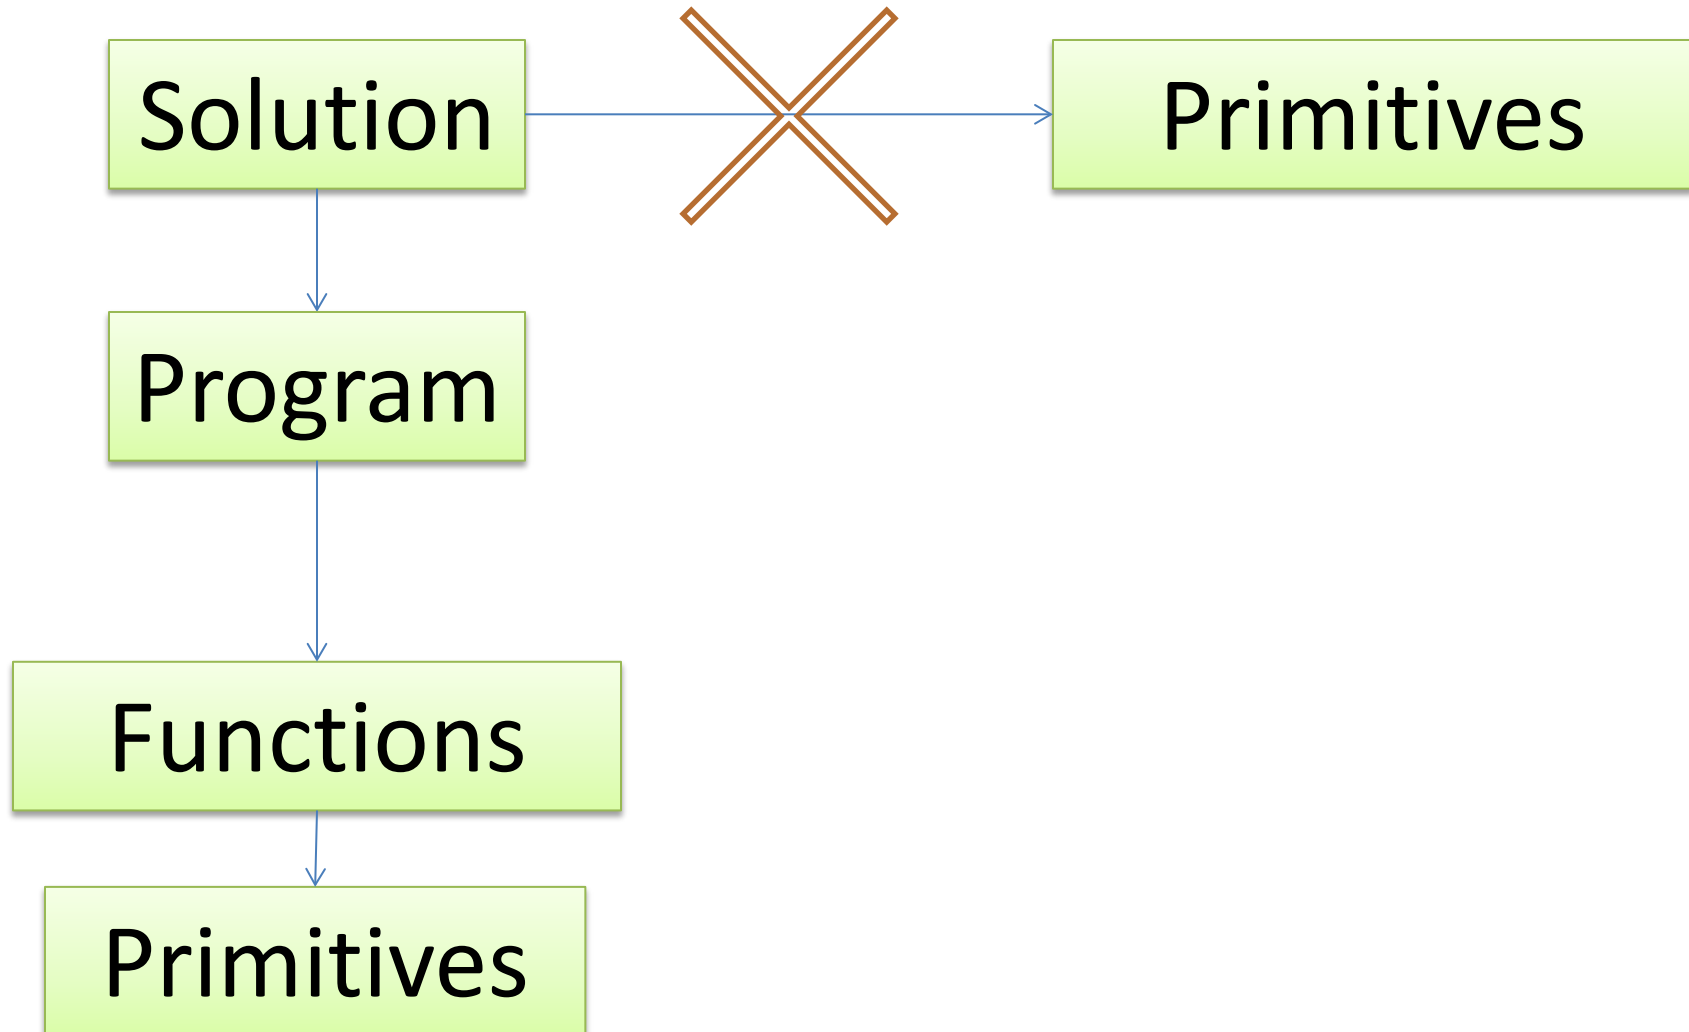 Solution
Primitives
Program
Functions
Primitives